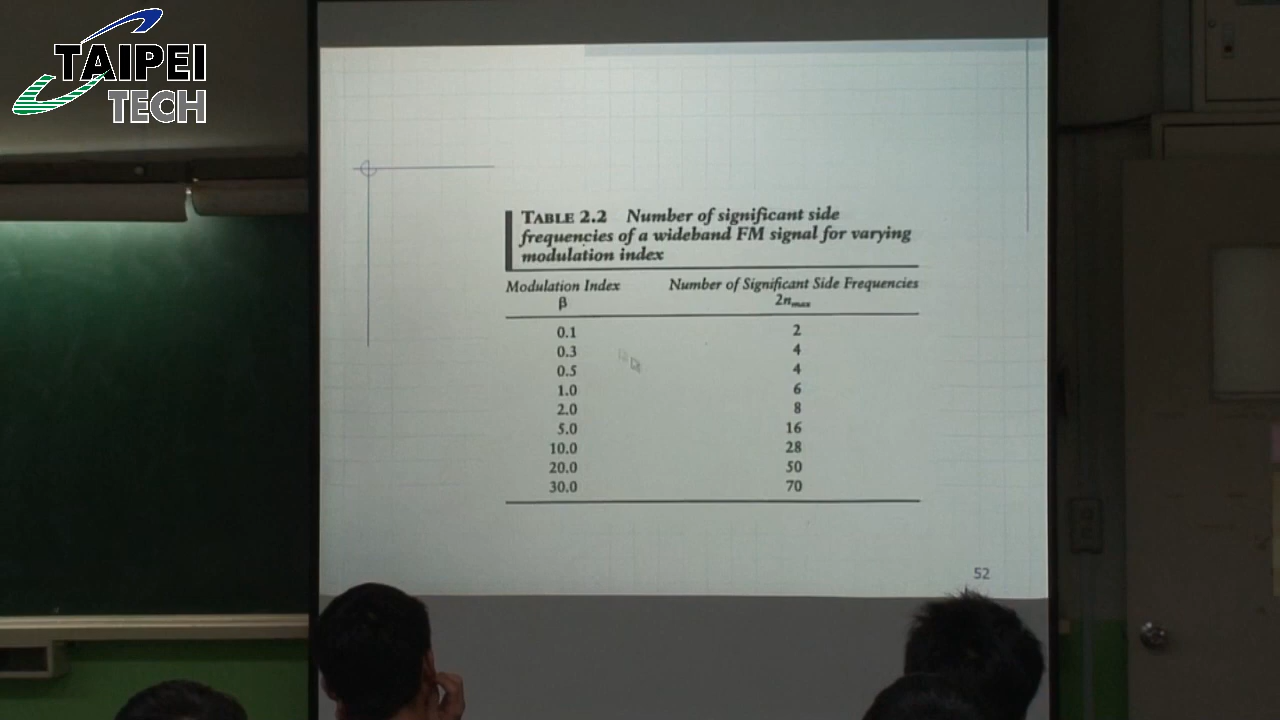 TAIPEI
TECH
TABLE 2.2 Number of significant side
frequencies of a wideband FM signal for varying
modulation index
Modulation Index Number of Significant Side Frequencies
β 2nmax
0.1 2
0.3 4
0.5 4
1.0 6
2.0 8
5.0 16
10.0 28
20.0 50
30.0 70
52